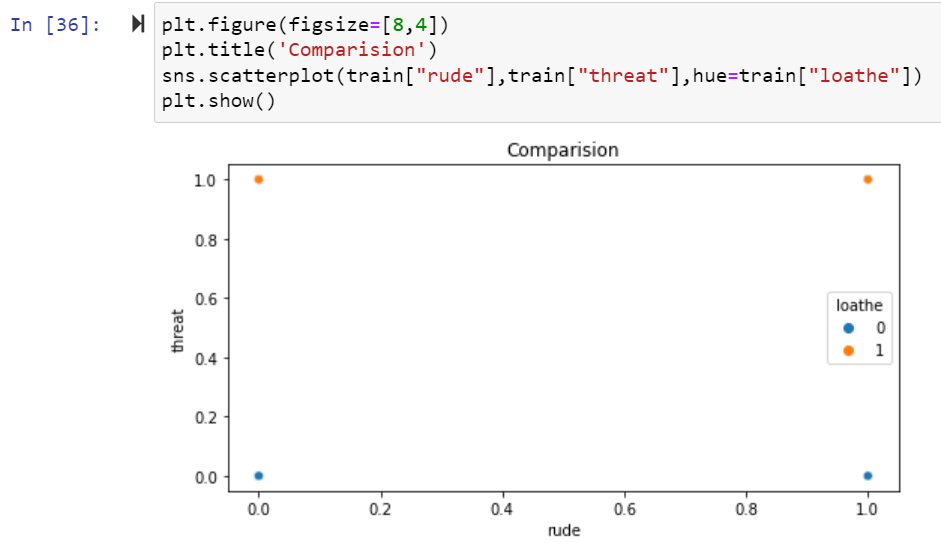 In [36]:
plt.figure(figsize=[8,4])
plt.title('Comparision')
sns.scatterplot(train["rude"],train["threat"],hue=train["loathe"])
plt.show()
Comparision
1.0
0.8
0.6
0.4
0.2
0.0
threat
loathe
0
1
0.0 0.2 0.4 0.6 0.8 1.0
rude